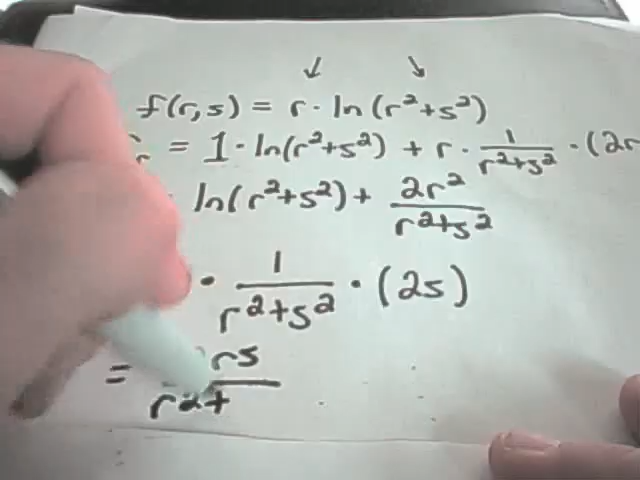 ↓ ↓
f(r,s) = r · ln(r²+s²)
r = 1 · ln(r²+s²) + r · 1/(r²+s²) · (2r
ln(r²+s²) + 2r²/(r²+s²)
· 1/(r²+s²) · (2s)
= rs/(r²+